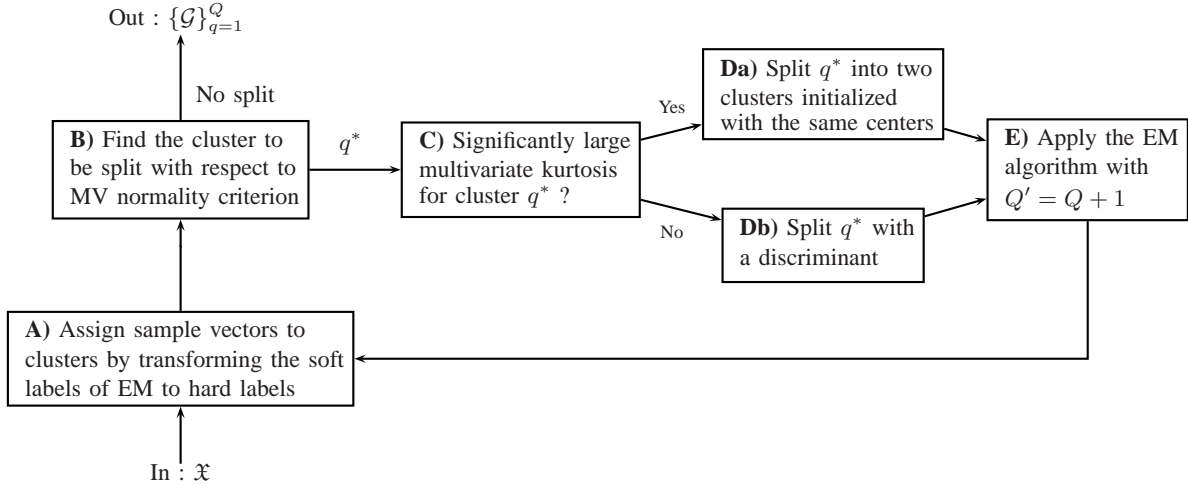 Out : {𝒢}_{q=1}^{Q}
No split
B) Find the cluster to
be split with respect to
MV normality criterion
q*
C) Significantly large
multivariate kurtosis
for cluster q* ?
Yes
No
Da) Split q* into two
clusters initialized
with the same centers
Db) Split q* with
a discriminant
E) Apply the EM
algorithm with
Q′ = Q + 1
A) Assign sample vectors to
clusters by transforming the soft
labels of EM to hard labels
In : 𝔛